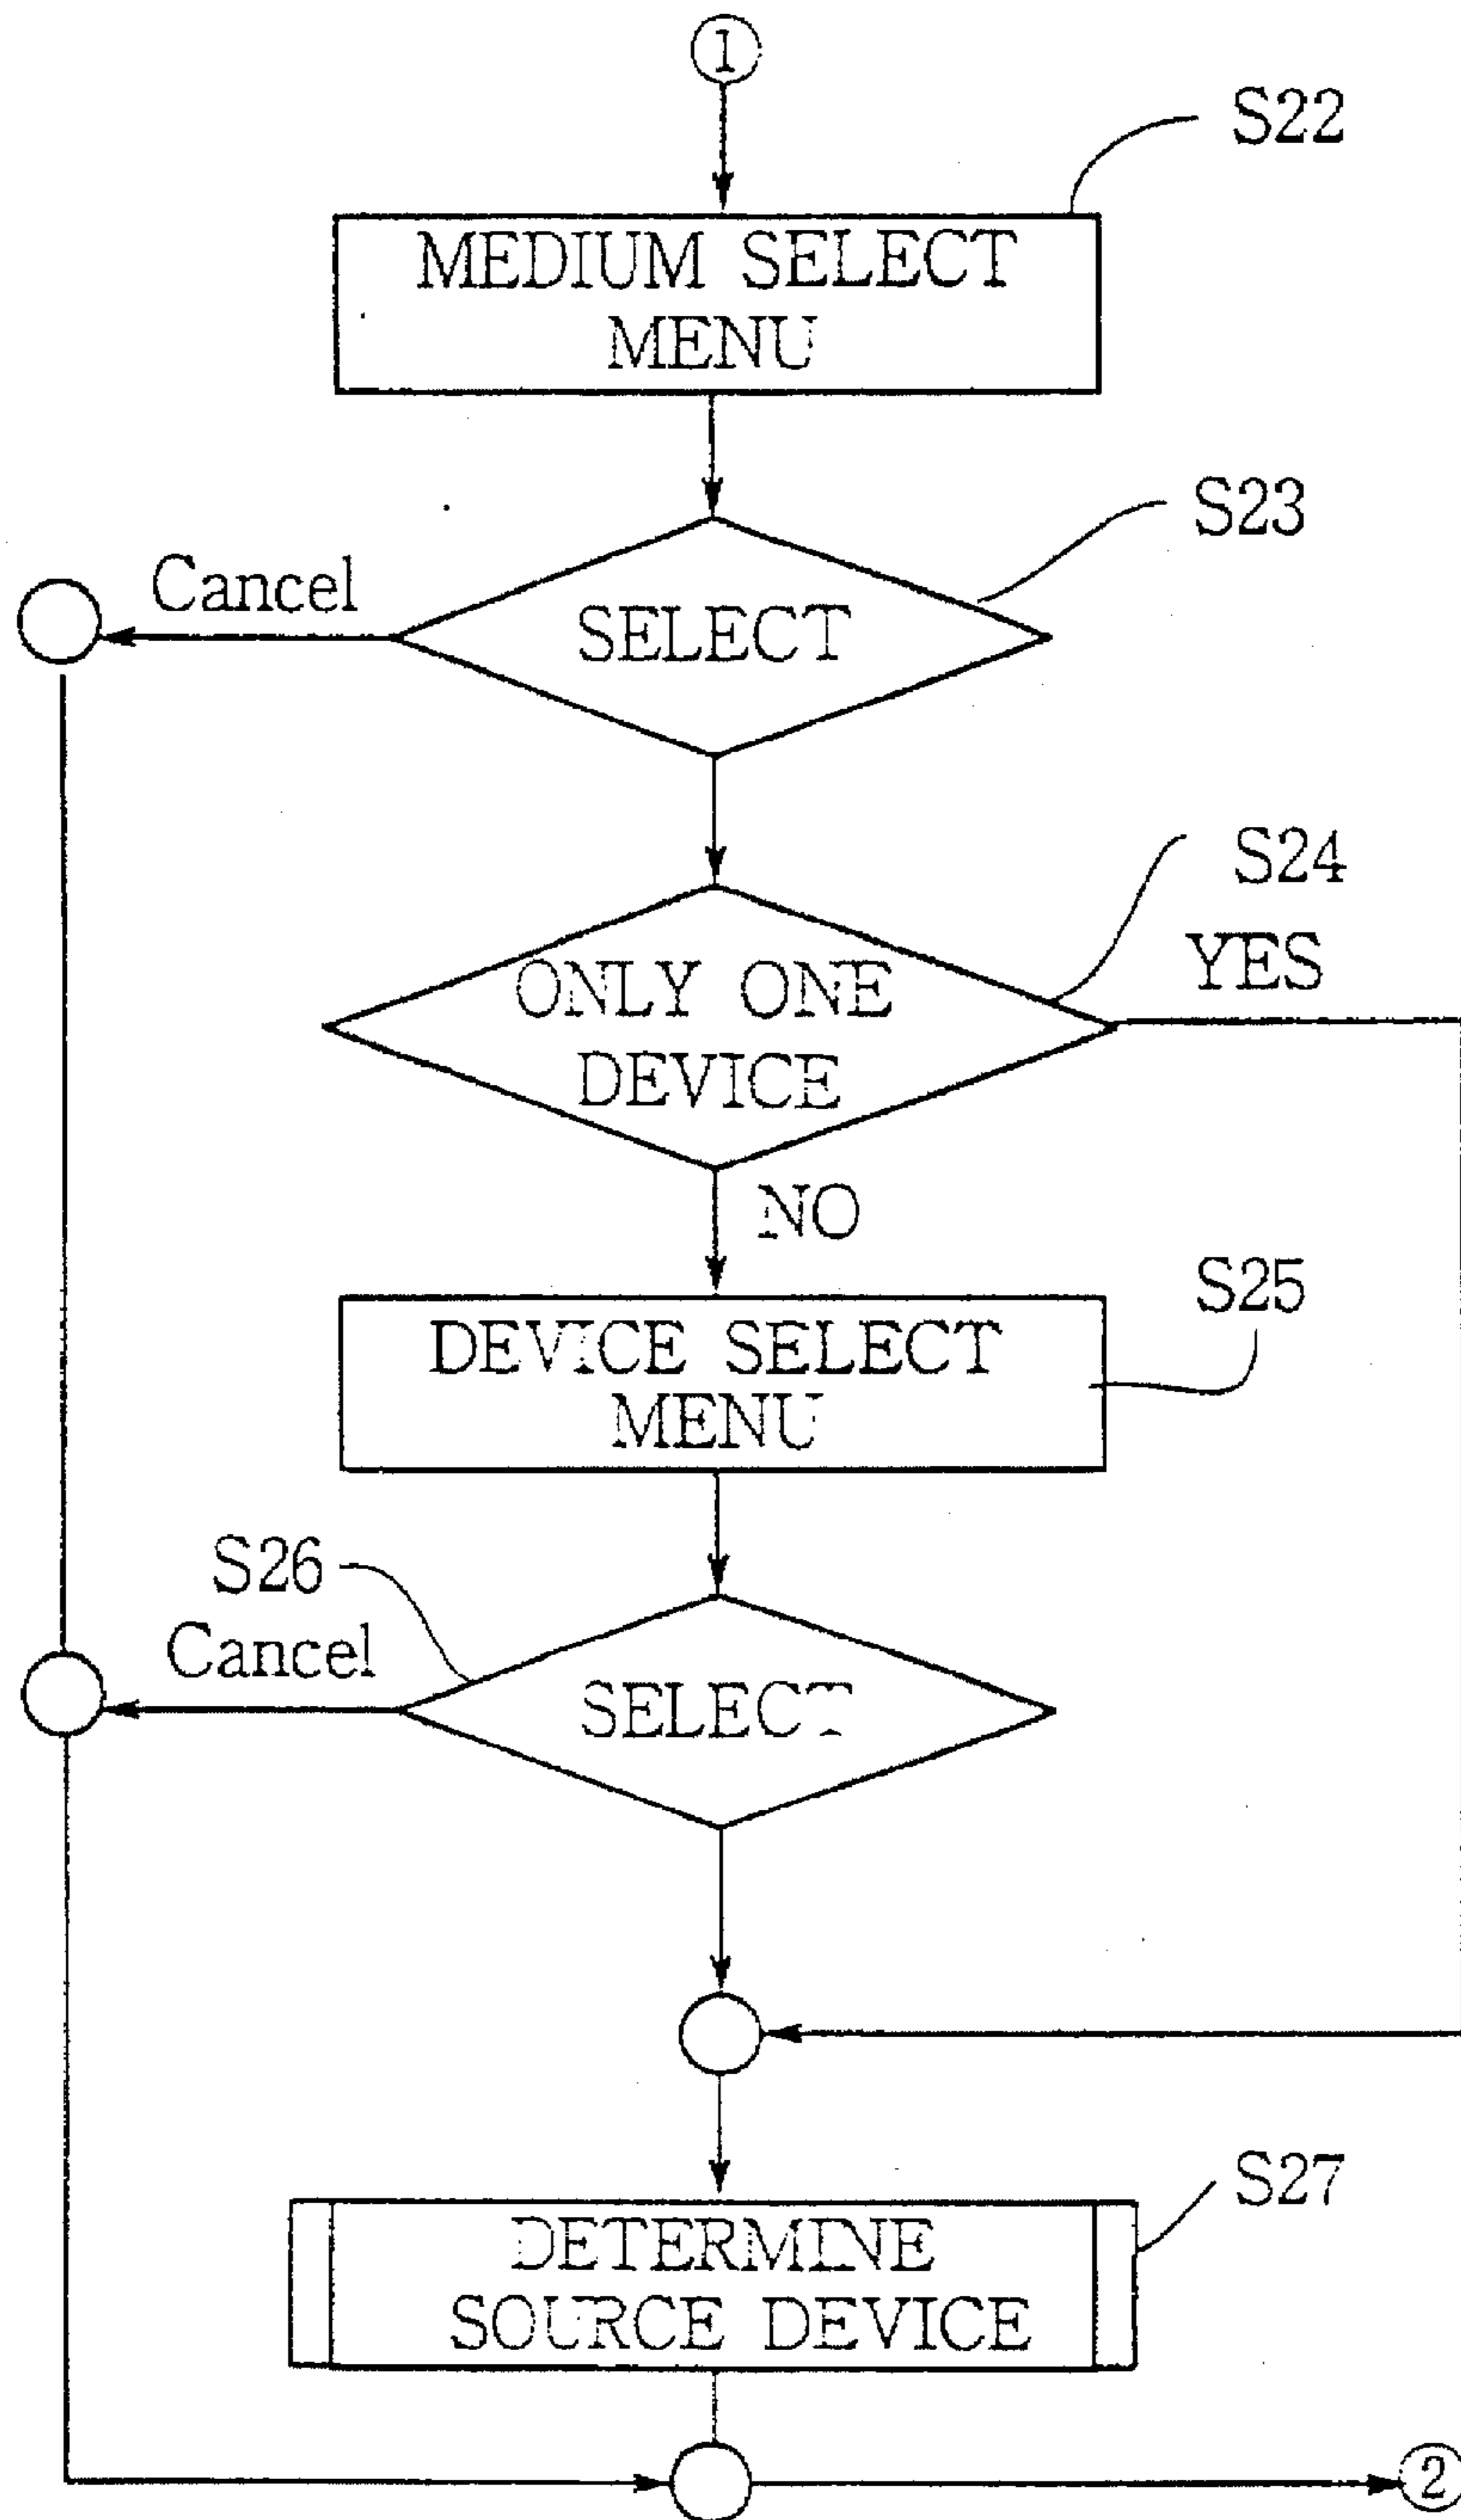 1
S22
MEDIUM SELECT
MENU
S23
Cancel
SELECT
S24
YES
ONLY ONE
DEVICE
NO
S25
DEVICE SELECT
MENU
S26
Cancel
SELECT
S27
DETERMINE
SOURCE DEVICE
2